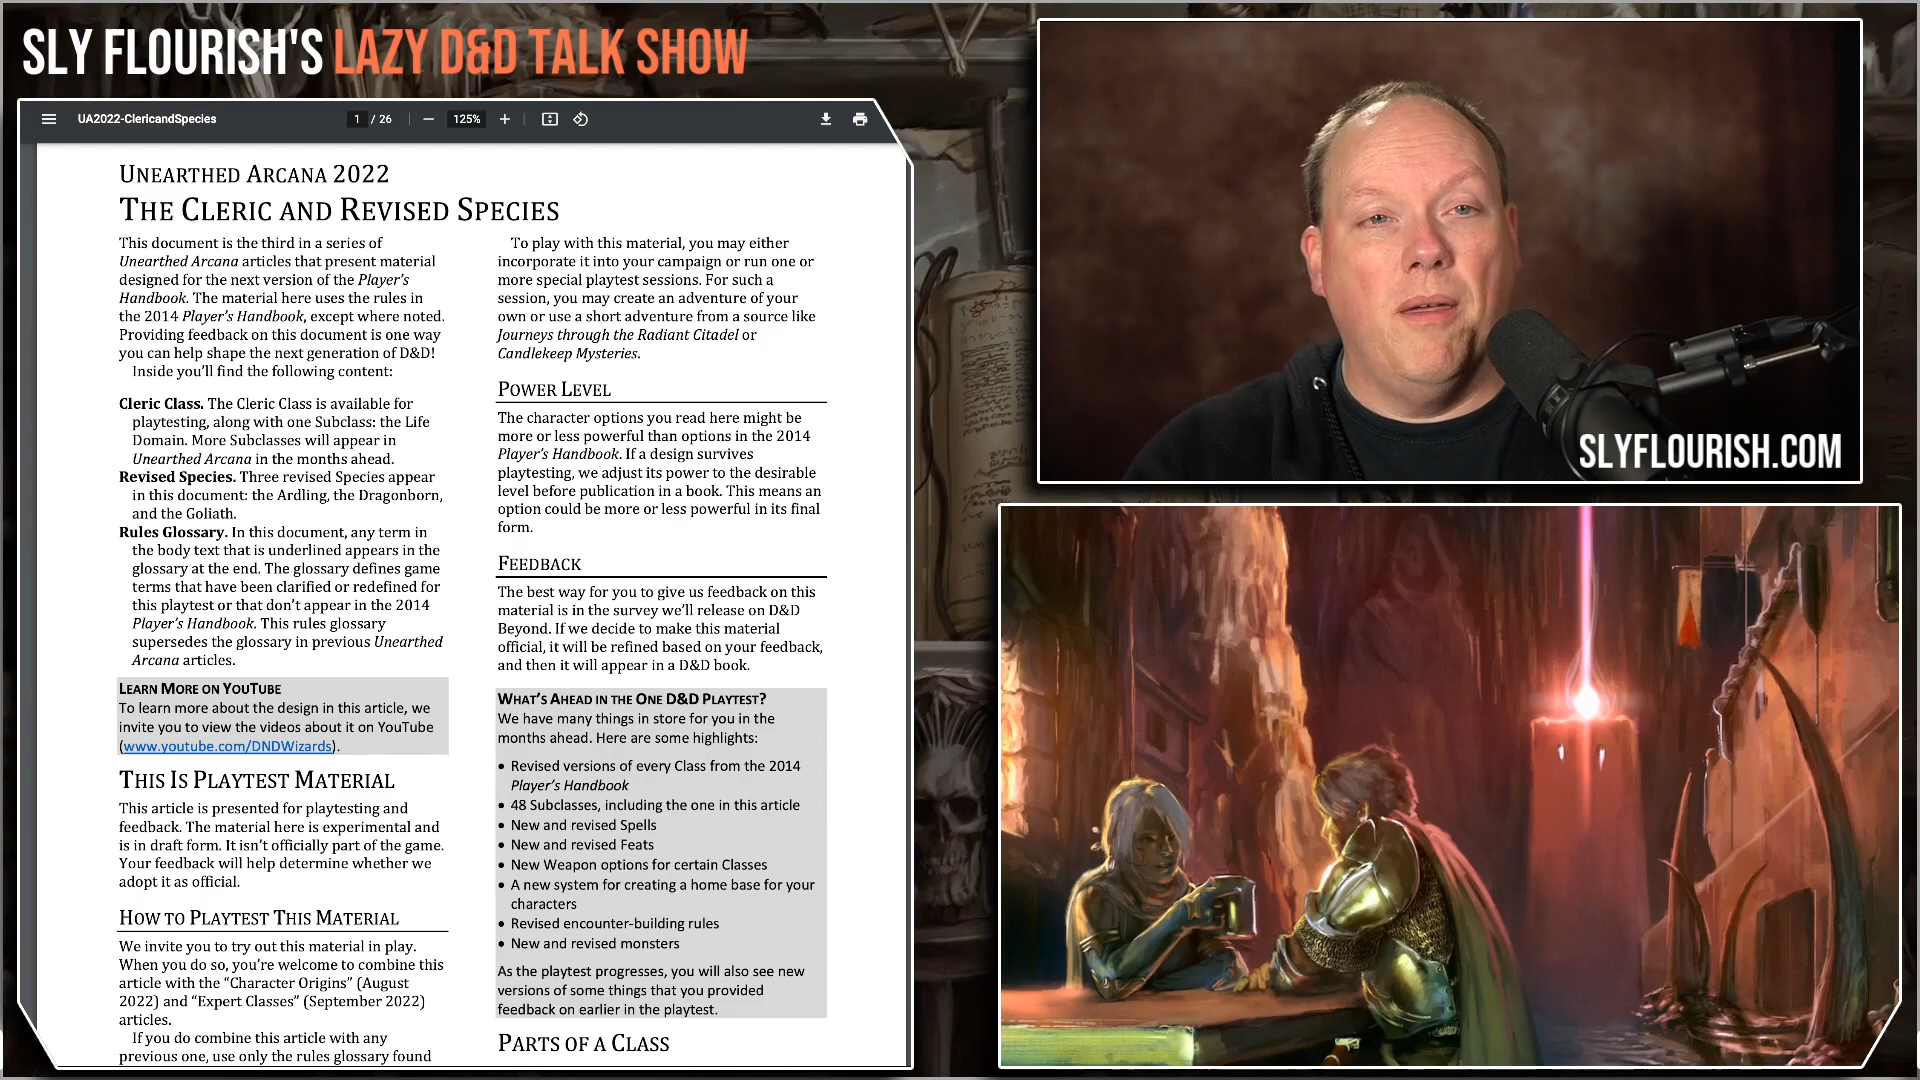 SLY FLOURISH'S LAZY D&D TALK SHOW
UA2022-ClericandSpecies
1 / 26
125%
UNEARTHED ARCANA 2022
THE CLERIC AND REVISED SPECIES
This document is the third in a series of
Unearthed Arcana articles that present material
designed for the next version of the Player’s
Handbook. The material here uses the rules in
the 2014 Player’s Handbook, except where noted.
Providing feedback on this document is one way
you can help shape the next generation of D&D!
Inside you’ll find the following content:
Cleric Class. The Cleric Class is available for
playtesting, along with one Subclass: the Life
Domain. More Subclasses will appear in
Unearthed Arcana in the months ahead.
Revised Species. Three revised Species appear
in this document: the Ardling, the Dragonborn,
and the Goliath.
Rules Glossary. In this document, any term in
the body text that is underlined appears in the
glossary at the end. The glossary defines game
terms that have been clarified or redefined for
this playtest or that don’t appear in the 2014
Player’s Handbook. This rules glossary
supersedes the glossary in previous Unearthed
Arcana articles.
LEARN MORE ON YOUTUBE
To learn more about the design in this article, we
invite you to view the videos about it on YouTube
(www.youtube.com/DNDWizards).
THIS IS PLAYTEST MATERIAL
This article is presented for playtesting and
feedback. The material here is experimental and
is in draft form. It isn’t officially part of the game.
Your feedback will help determine whether we
adopt it as official.
HOW TO PLAYTEST THIS MATERIAL
We invite you to try out this material in play.
When you do so, you’re welcome to combine this
article with the “Character Origins” (August
2022) and “Expert Classes” (September 2022)
articles.
If you do combine this article with any
previous one, use only the rules glossary found
To play with this material, you may either
incorporate it into your campaign or run one or
more special playtest sessions. For such a
session, you may create an adventure of your
own or use a short adventure from a source like
Journeys through the Radiant Citadel or
Candlekeep Mysteries.
POWER LEVEL
The character options you read here might be
more or less powerful than options in the 2014
Player’s Handbook. If a design survives
playtesting, we adjust its power to the desirable
level before publication in a book. This means an
option could be more or less powerful in its final
form.
FEEDBACK
The best way for you to give us feedback on this
material is in the survey we’ll release on D&D
Beyond. If we decide to make this material
official, it will be refined based on your feedback,
and then it will appear in a D&D book.
WHAT’S AHEAD IN THE ONE D&D PLAYTEST?
We have many things in store for you in the
months ahead. Here are some highlights:
• Revised versions of every Class from the 2014
Player’s Handbook
• 48 Subclasses, including the one in this article
• New and revised Spells
• New and revised Feats
• New Weapon options for certain Classes
• A new system for creating a home base for your
characters
• Revised encounter-building rules
• New and revised monsters
As the playtest progresses, you will also see new
versions of some things that you provided
feedback on earlier in the playtest.
PARTS OF A CLASS
SLYFLOURISH.COM